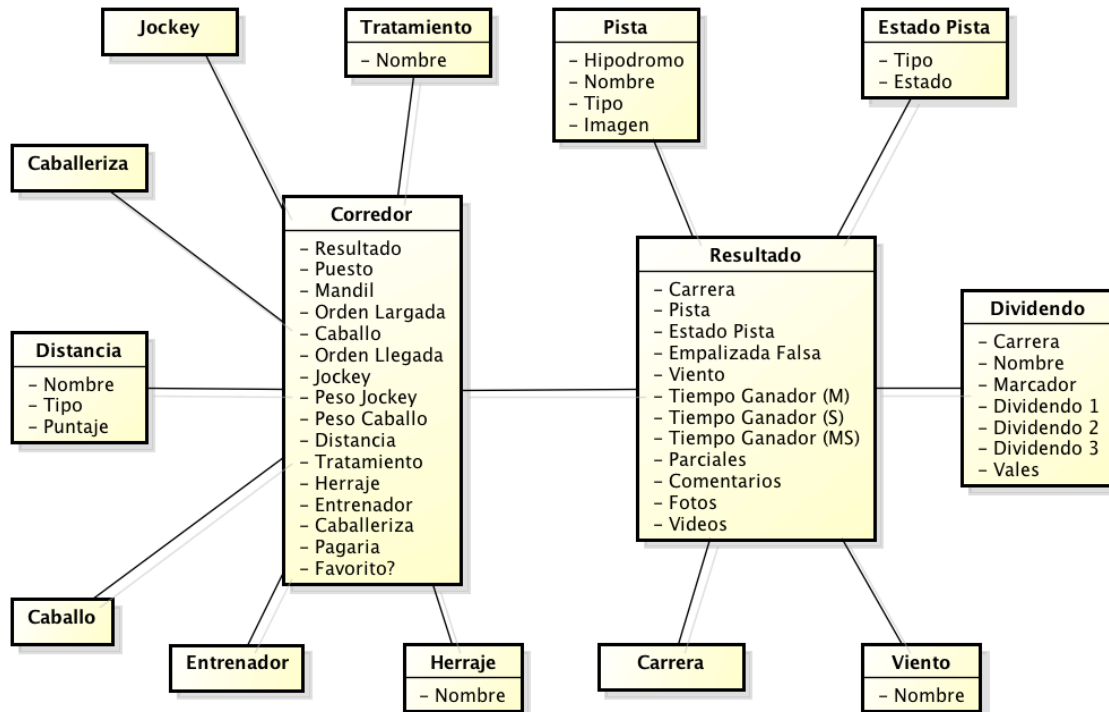 Jockey
Tratamiento
– Nombre
Pista
– Hipodromo
– Nombre
– Tipo
– Imagen
Estado Pista
– Tipo
– Estado
Caballeriza
Corredor
– Resultado
– Puesto
– Mandil
– Orden Largada
– Caballo
– Orden Llegada
– Jockey
– Peso Jockey
– Peso Caballo
– Distancia
– Tratamiento
– Herraje
– Entrenador
– Caballeriza
– Pagaria
– Favorito?
Resultado
– Carrera
– Pista
– Estado Pista
– Empalizada Falsa
– Viento
– Tiempo Ganador (M)
– Tiempo Ganador (S)
– Tiempo Ganador (MS)
– Parciales
– Comentarios
– Fotos
– Videos
Dividendo
– Carrera
– Nombre
– Marcador
– Dividendo 1
– Dividendo 2
– Dividendo 3
– Vales
Distancia
– Nombre
– Tipo
– Puntaje
Caballo
Entrenador
Herraje
– Nombre
Carrera
Viento
– Nombre